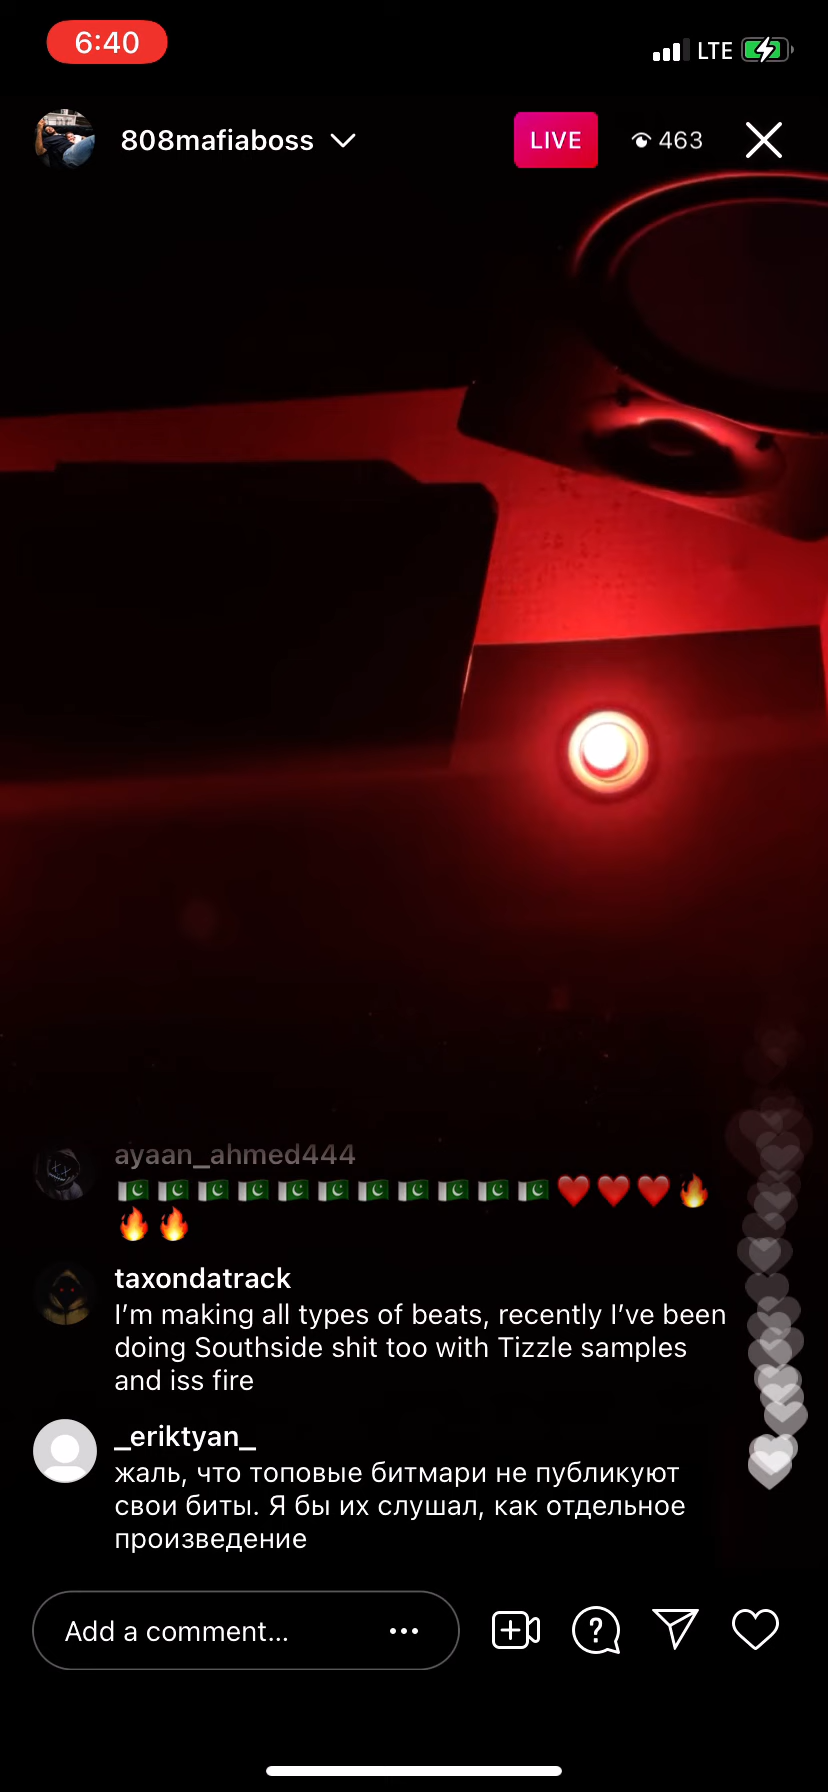 6:40
LTE
808mafiaboss
LIVE
463
ayaan_ahmed444
🇵🇰🇵🇰🇵🇰🇵🇰🇵🇰🇵🇰🇵🇰🇵🇰🇵🇰🇵🇰🇵🇰❤️❤️❤️🔥
🔥🔥
taxondatrack
I’m making all types of beats, recently I’ve been
doing Southside shit too with Tizzle samples
and iss fire
_eriktyan_
жаль, что топовые битмари не публикуют
свои биты. Я бы их слушал, как отдельное
произведение
Add a comment...